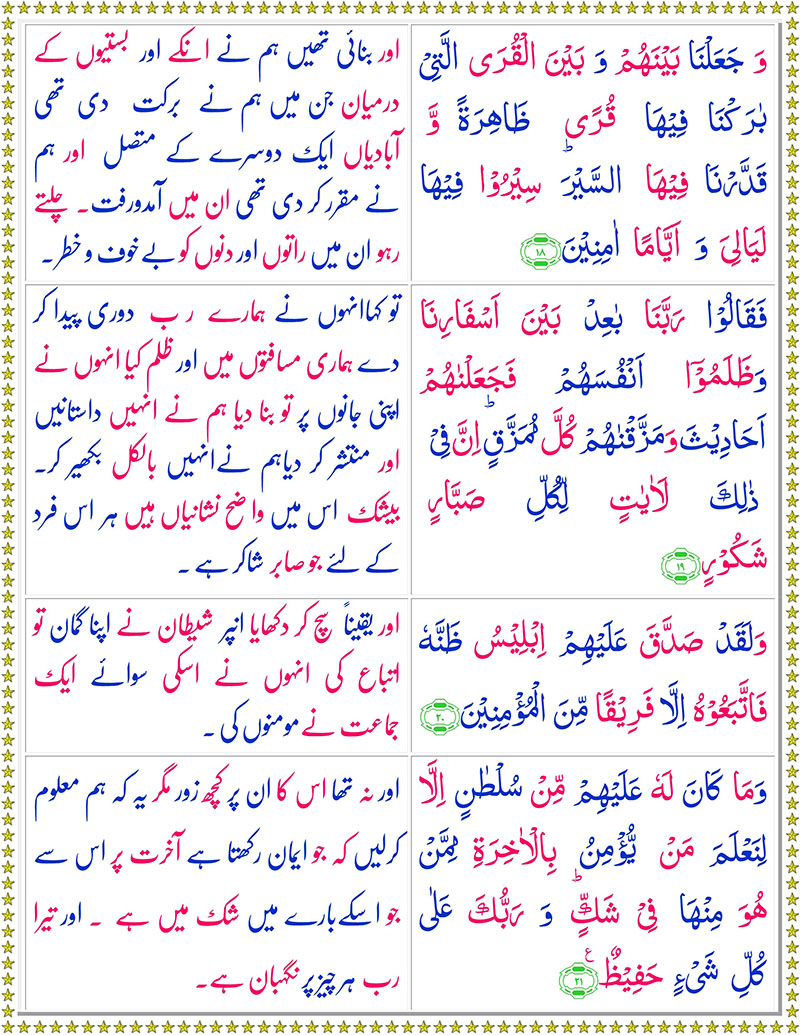 وَ جَعَلْنَا بَيْنَهُمْ وَ بَيْنَ الْقُرَى الَّتِيْ
بٰرَكْنَا فِيْهَا قُرًى ظَاهِرَةً وَّ
قَدَّرْنَا فِيْهَا السَّيْرَ ؕ سِيْرُوْا فِيْهَا
لَيَالِيَ وَ اَيَّامًا اٰمِنِيْنَ ۱۸
اور بنائی تھیں ہم نے انکے اور بستیوں کے
درمیان جن میں ہم نے برکت دی تھی
آبادیاں ایک دوسرے کے متصل اور ہم
نے مقرر کر دی تھی ان میں آمدورفت۔ چلتے
رہو ان میں راتوں اور دنوں کو بے خوف و خطر۔
فَقَالُوْا رَبَّنَا بٰعِدْ بَيْنَ اَسْفَارِنَا
وَظَلَمُوْۤا اَنْفُسَهُمْ فَجَعَلْنٰهُمْ
اَحَادِيْثَ وَمَزَّقْنٰهُمْ كُلَّ مُمَزَّقٍ ؕ اِنَّ فِيْ
ذٰلِكَ لَاٰيٰتٍ لِّكُلِّ صَبَّارٍ
شَكُوْرٍ ۱۹
تو کہا انہوں نے ہمارے رب دوری پیدا کر
دے ہماری مسافتوں میں اور ظلم کیا انہوں نے
اپنی جانوں پر تو بنا دیا ہم نے انہیں داستانیں
اور منتشر کر دیا ہم نے انہیں بالکل بکھیر کر۔
بیشک اس میں واضح نشانیاں ہیں ہر اس فرد
کے لئے جو صابر شاکر ہے ۔
وَلَقَدْ صَدَّقَ عَلَيْهِمْ اِبْلِيْسُ ظَنَّهٗ
فَاتَّبَعُوْهُ اِلَّا فَرِيْقًا مِّنَ الْمُؤْمِنِيْنَ ۲۰
اور یقیناً سچ کر دکھایا انپر شیطان نے اپنا گمان تو
اتباع کی انہوں نے اسکی سوائے ایک
جماعت نے مومنوں کی ۔
وَمَا كَانَ لَهٗ عَلَيْهِمْ مِّنْ سُلْطٰنٍ اِلَّا
لِنَعْلَمَ مَنْ يُّؤْمِنُ بِالْاٰخِرَةِ مِمَّنْ
هُوَ مِنْهَا فِيْ شَكٍّ ؕ وَ رَبُّكَ عَلٰى
كُلِّ شَيْءٍ حَفِيْظٌ ع ۲۱
اور نہ تھا اس کا ان پر کچھ زور مگر یہ کہ ہم معلوم
کرلیں کہ جو ایمان رکھتا ہے آخرت پر اس سے
جو اسکے بارے میں شک میں ہے ۔ اور تیرا
رب ہر چیز پر نگہبان ہے۔